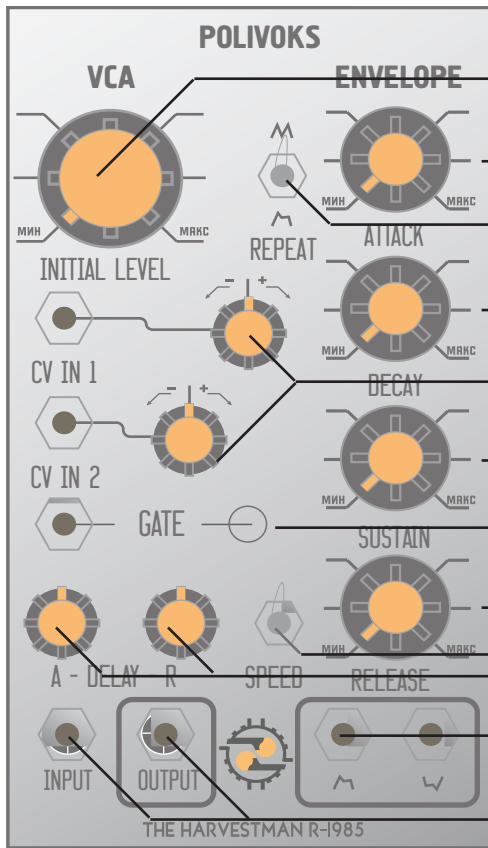 POLIVOKS
VCA
ENVELOPE
МИН
МАКС
МИН
МАКС
INITIAL LEVEL
REPEAT
ATTACK
- +
CV IN 1
МИН
МАКС
DECAY
- +
CV IN 2
МИН
МАКС
GATE
SUSTAIN
МИН
МАКС
A - DELAY - R
SPEED
RELEASE
INPUT
OUTPUT
THE HARVESTMAN R-1985